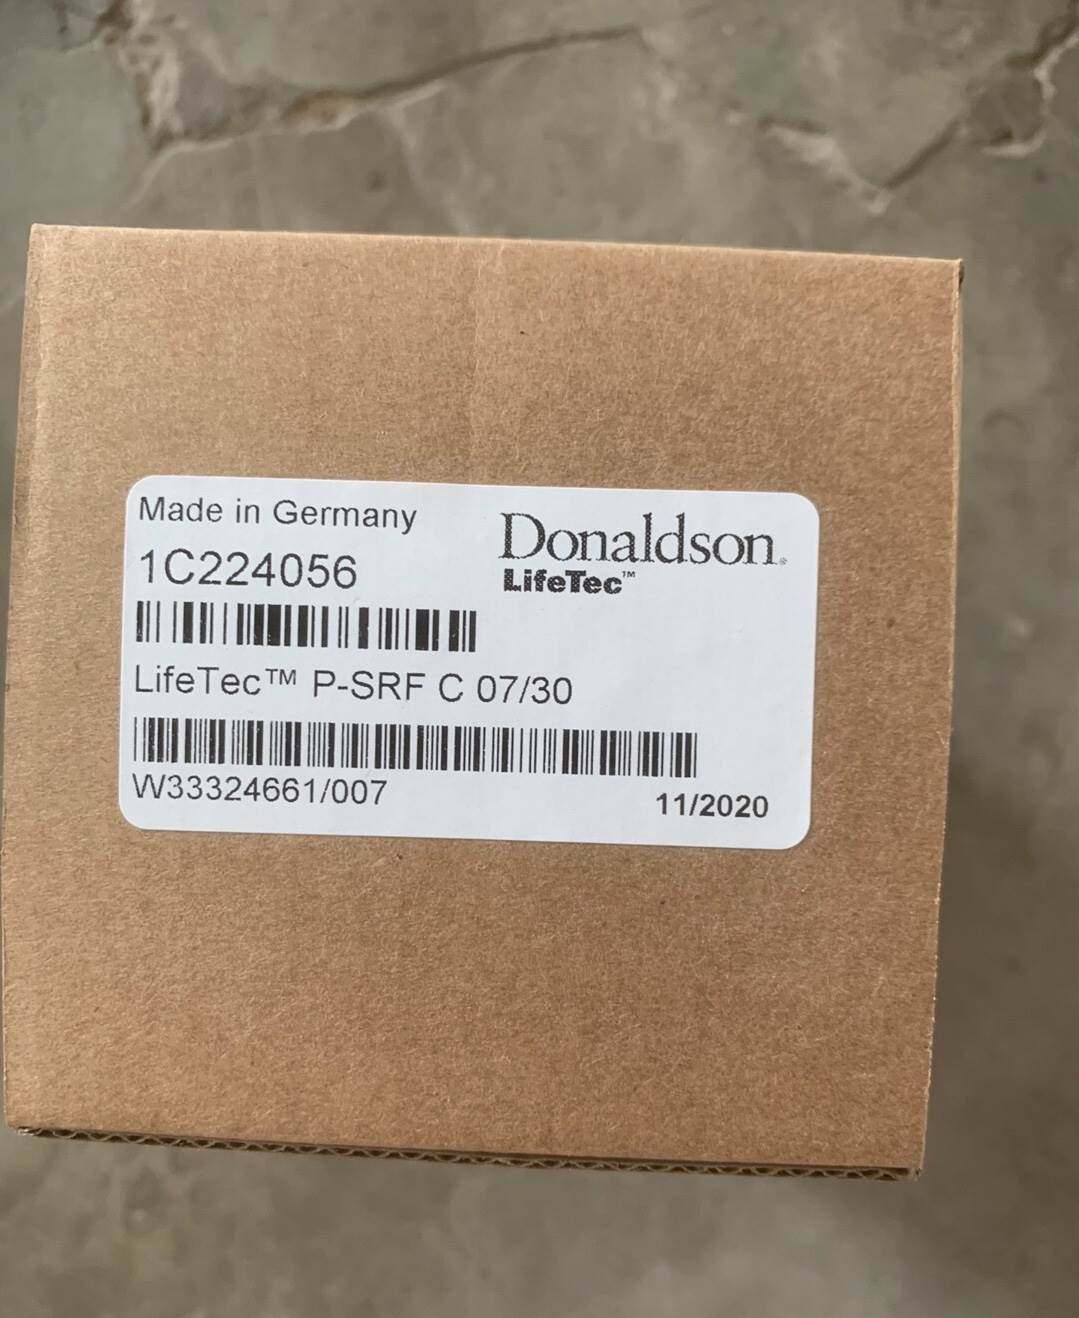 Made in Germany
Donaldson.
LifeTec™
1C224056
LifeTec™ P-SRF C 07/30
W33324661/007
11/2020